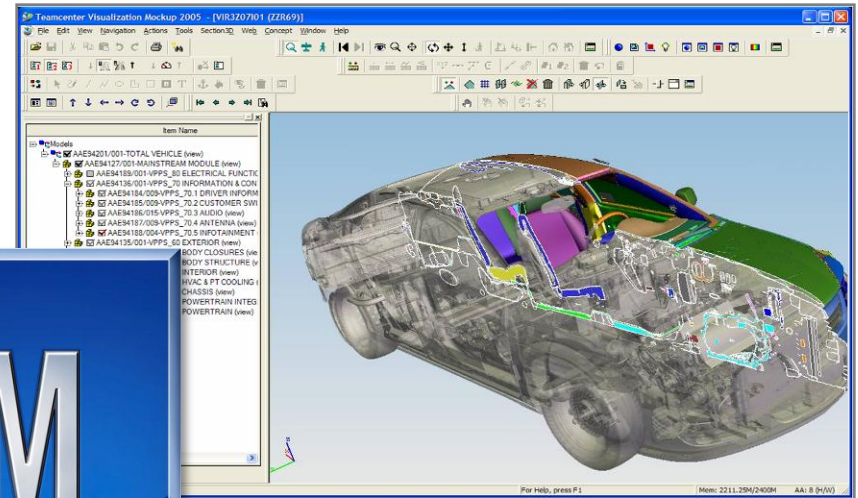 Teamcenter Visualization Mockup 2005 - [VIR3Z07I01 (ZZR69)]
File Edit View Navigation Actions Tools Section3D Web Concept Window Help
Item Name
Models
AAE94201/001-TOTAL VEHICLE (view)
AAE94127/001-MAINSTREAM MODULE (view)
AAE94189/001-VPPS_80 ELECTRICAL FUNCTIC
AAE94136/001-VPPS_70 INFORMATION & CON
AAE94184/009-VPPS_70.1 DRIVER INFORM
AAE94185/009-VPPS_70.2 CUSTOMER SWI
AAE94186/015-VPPS_70.3 AUDIO (view)
AAE94187/009-VPPS_70.4 ANTENNA (view)
AAE94188/004-VPPS_70.5 INFOTAINMENT
AAE94135/001-VPPS_60 EXTERIOR (view)
BODY CLOSURES (vie
BODY STRUCTURE (v
INTERIOR (view)
HVAC & PT COOLING (
CHASSIS (view)
POWERTRAIN INTEG
POWERTRAIN (view)
M
For Help, press F1
Mem: 2211.25M/2400M
AA: 8 (H/W)